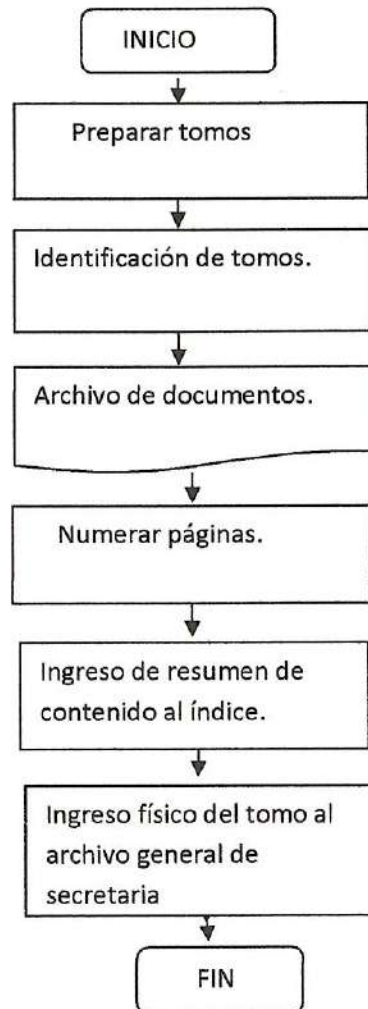 INICIO
Preparar tomos
Identificación de tomos.
Archivo de documentos.
Numerar páginas.
Ingreso de resumen de
contenido al índice.
Ingreso físico del tomo al
archivo general de
secretaria
FIN